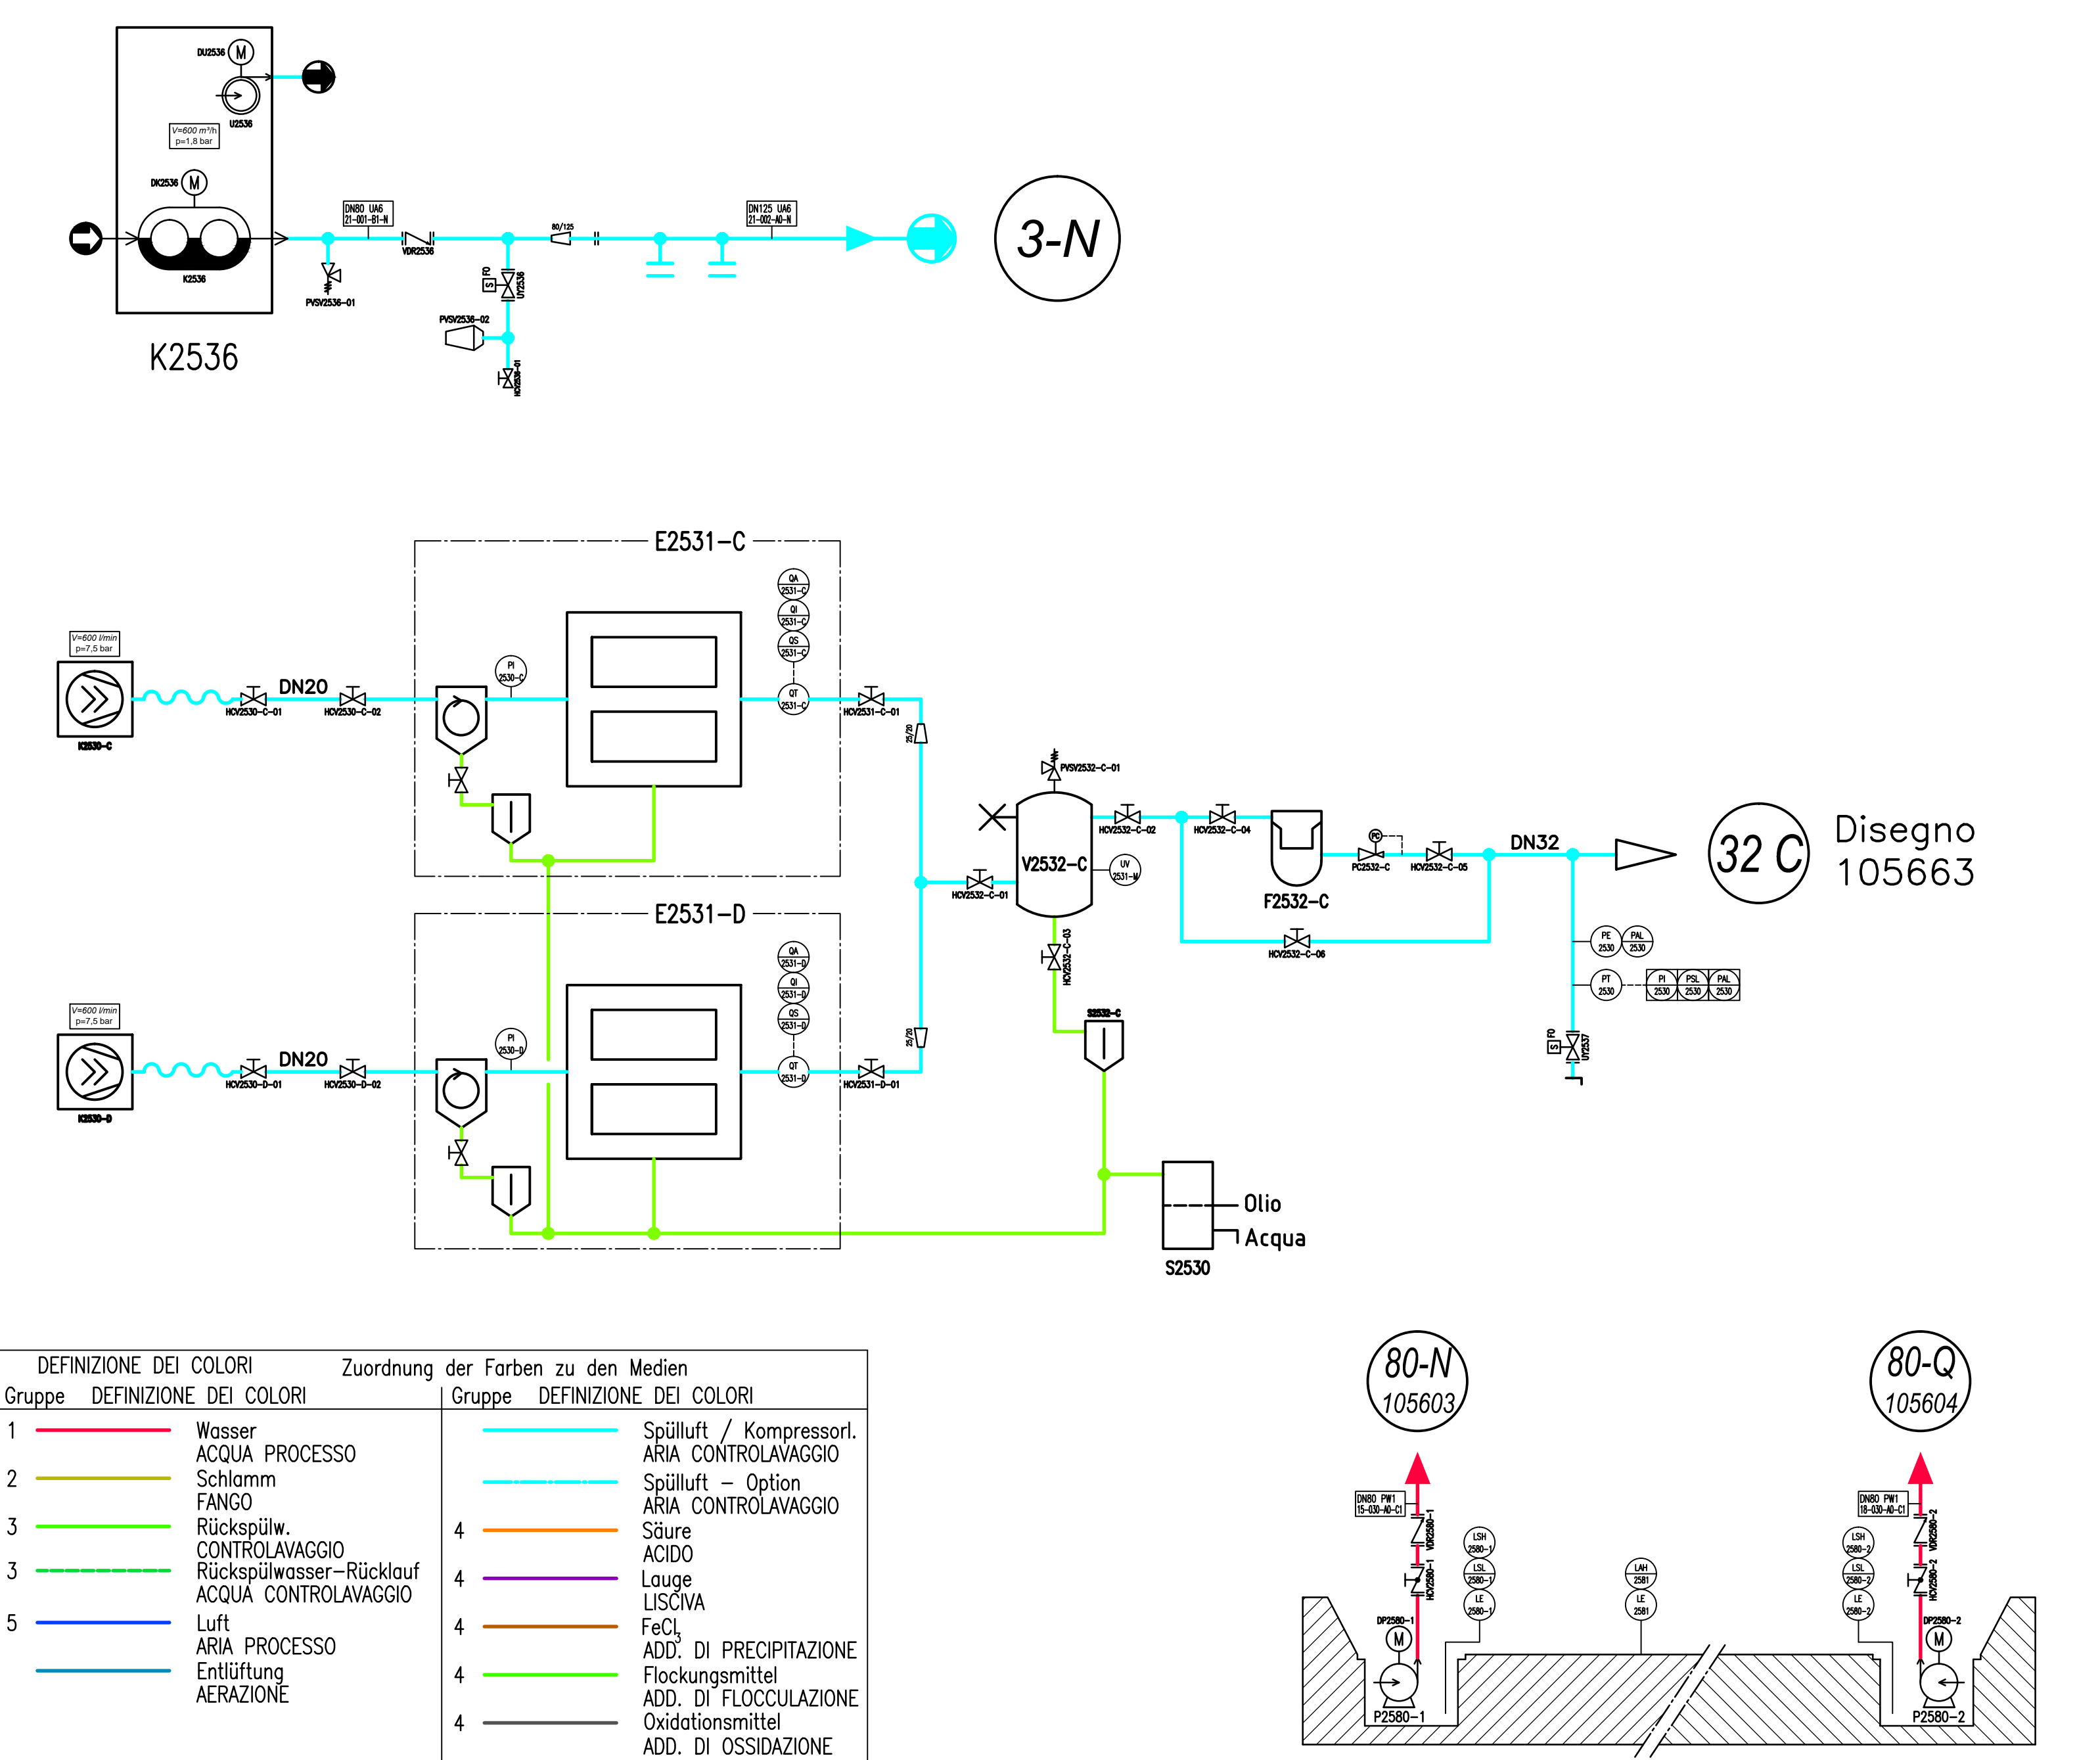 DU2536
M
U2536
V=600 m³/h
p=1,8 bar
DK2536
M
K2536
K2536
DN80 UA6
21-001-B1-N
PVSV2536-01
VDR2536
S
FO
UY2536
PVSV2536-02
HCV2536-01
80/125
DN125 UA6
21-002-A0-N
3-N
E2531-C
V=600 l/min
p=7,5 bar
K2530-C
HCV2530-C-01
DN20
HCV2530-C-02
PI
2530-C
QA
2531-C
QI
2531-C
QS
2531-C
QT
2531-C
HCV2531-C-01
25/20
E2531-D
V=600 l/min
p=7,5 bar
K2530-D
HCV2530-D-01
DN20
HCV2530-D-02
PI
2530-D
QA
2531-D
QI
2531-D
QS
2531-D
QT
2531-D
HCV2531-D-01
25/20
HCV2532-C-01
PVSV2532-C-01
V2532-C
UV
2531-M
HCV2532-C-02
HCV2532-C-03
HCV2532-C-04
F2532-C
PC
PC2532-C
HCV2532-C-05
HCV2532-C-06
DN32
32 C
Disegno
105663
PE
2530
PAL
2530
PT
2530
PI
2530
PSL
2530
PAL
2530
S
FO
UY2537
S2532-C
Olio
Acqua
S2530
DEFINIZIONE DEI COLORI Zuordnung der Farben zu den Medien
Gruppe DEFINIZIONE DEI COLORI
1 Wasser
ACQUA PROCESSO
2 Schlamm
FANGO
3 Rückspülw.
CONTROLAVAGGIO
3 Rückspülwasser-Rücklauf
ACQUA CONTROLAVAGGIO
5 Luft
ARIA PROCESSO
Entlüftung
AERAZIONE
Gruppe DEFINIZIONE DEI COLORI
Spülluft / Kompressorl.
ARIA CONTROLAVAGGIO
Spülluft - Option
ARIA CONTROLAVAGGIO
4 Säure
ACIDO
4 Lauge
LISCIVA
4 FeCl3
ADD. DI PRECIPITAZIONE
4 Flockungsmittel
ADD. DI FLOCCULAZIONE
4 Oxidationsmittel
ADD. DI OSSIDAZIONE
80-N
105603
DN80 PW1
15-030-A0-C1
VDR2580-1
HCV2580-1
LSH
2580-1
LSL
2580-1
LE
2580-1
DP2580-1
M
P2580-1
LAH
2581
LE
2581
80-Q
105604
DN80 PW1
18-030-A0-C1
VDR2580-2
HCV2580-2
LSH
2580-2
LSL
2580-2
LE
2580-2
DP2580-2
M
P2580-2